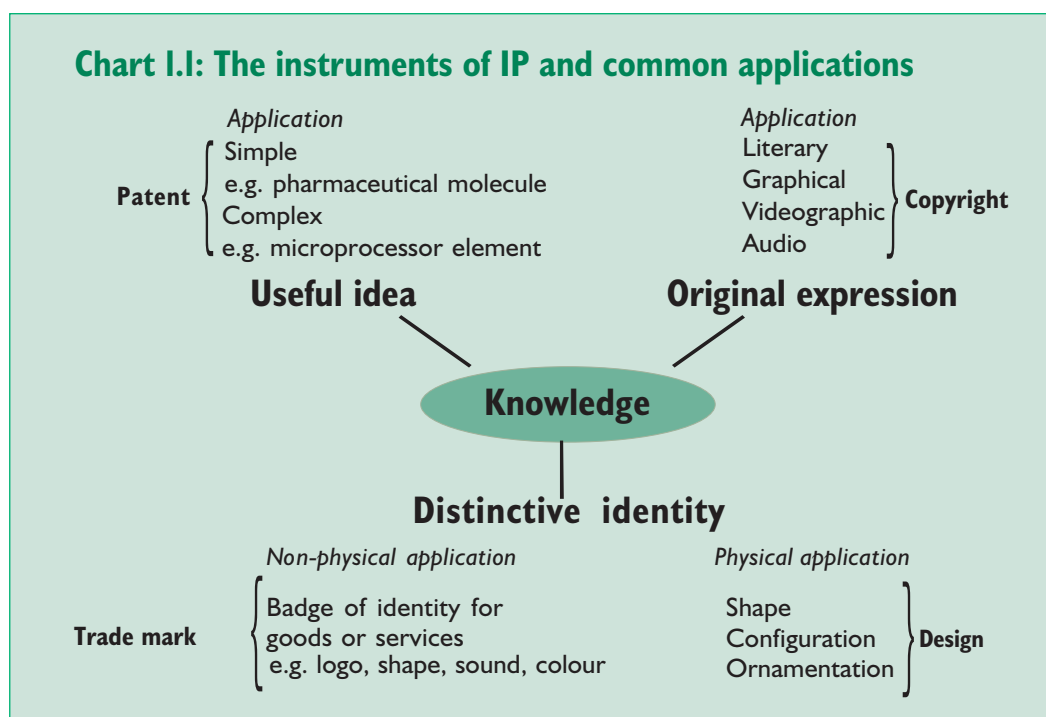 Chart 1.1: The instruments of IP and common applications
Application
Simple
e.g. pharmaceutical molecule
Complex
e.g. microprocessor element
Patent
Useful idea
Application
Literary
Graphical
Videographic
Audio
Copyright
Original expression
Knowledge
Distinctive identity
Non-physical application
Trade mark
Badge of identity for
goods or services
e.g. logo, shape, sound, colour
Physical application
Shape
Configuration
Ornamentation
Design